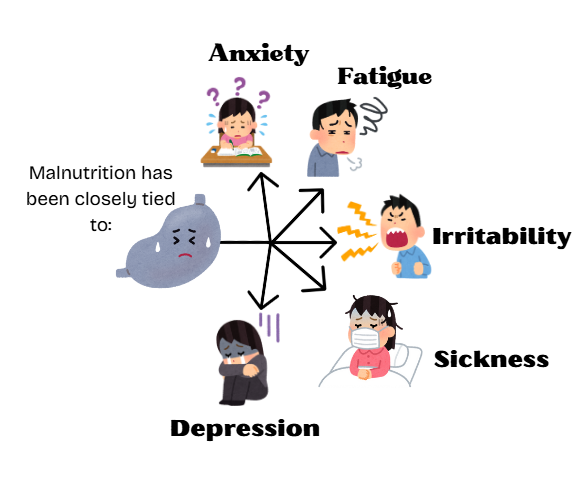 Anxiety
Fatigue
Malnutrition has
been closely tied
to:
Irritability
Sickness
Depression